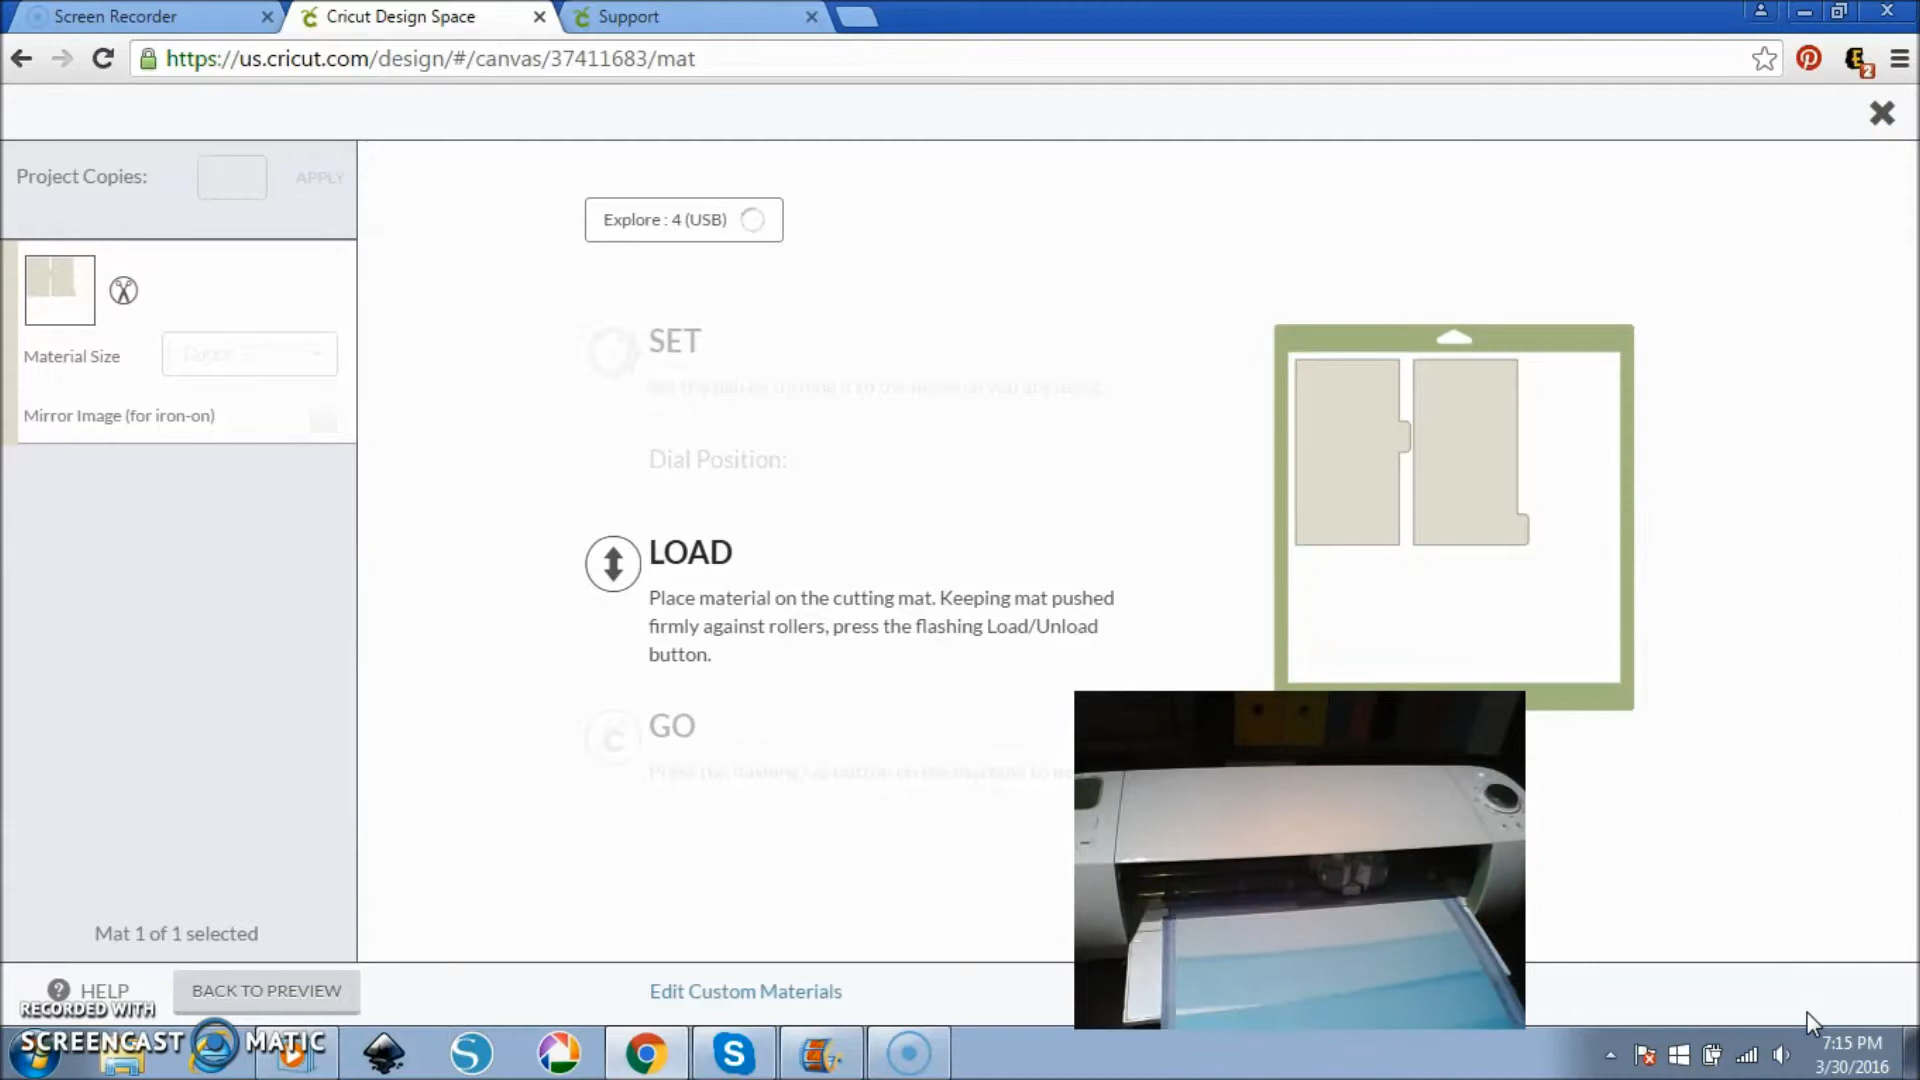 Screen Recorder
Cricut Design Space
Support
https://us.cricut.com/design/#/canvas/37411683/mat
2
Project Copies:
APPLY
Explore : 4 (USB)
SET
Material Size
Mirror Image (for iron-on)
Dial Position:
LOAD
Place material on the cutting mat. Keeping mat pushed
firmly against rollers, press the flashing Load/Unload
button.
GO
Mat 1 of 1 selected
HELP
BACK TO PREVIEW
Edit Custom Materials
RECORDED WITH
SCREENCAST MATIC
7:15 PM
3/30/2016